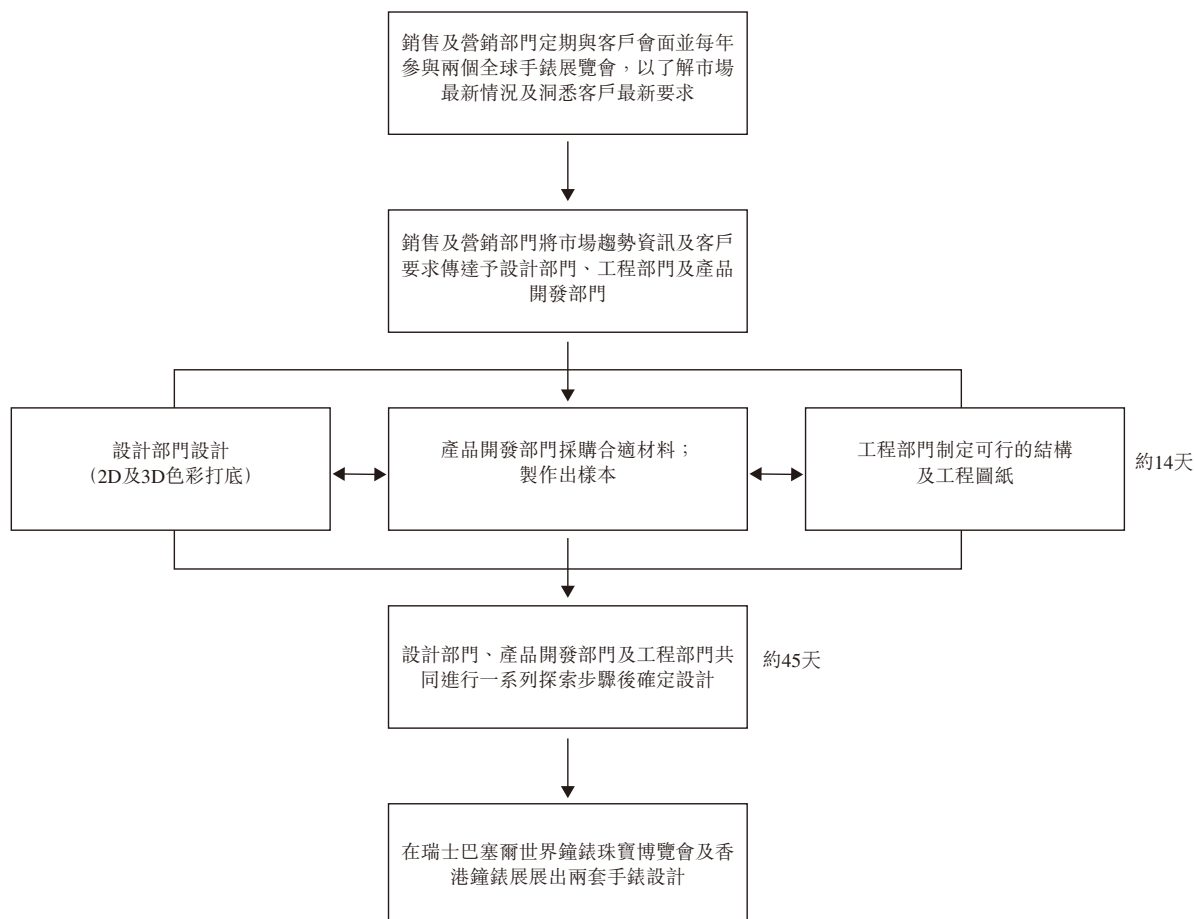 銷售及營銷部門定期與客戶會面並每年
參與兩個全球手錶展覽會，以了解市場
最新情況及洞悉客戶最新要求
銷售及營銷部門將市場趨勢資訊及客戶
要求傳達予設計部門、工程部門及產品
開發部門
設計部門設計
（2D及3D色彩打底）
產品開發部門採購合適材料；
製作出樣本
工程部門制定可行的結構
及工程圖紙
約14天
設計部門、產品開發部門及工程部門共
同進行一系列探索步驟後確定設計
約45天
在瑞士巴塞爾世界鐘錶珠寶博覽會及香
港鐘錶展展出兩套手錶設計